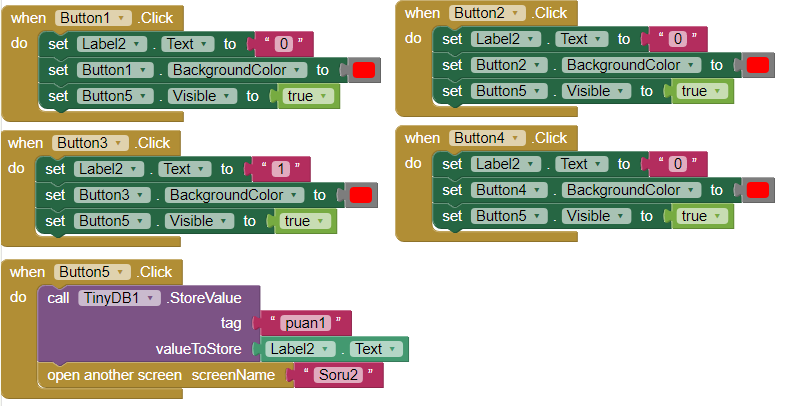 when Button1 .Click
do set Label2 . Text to " 0 "
set Button1 . BackgroundColor to
set Button5 . Visible to true
when Button2 .Click
do set Label2 . Text to " 0 "
set Button2 . BackgroundColor to
set Button5 . Visible to true
when Button3 .Click
do set Label2 . Text to " 1 "
set Button3 . BackgroundColor to
set Button5 . Visible to true
when Button4 .Click
do set Label2 . Text to " 0 "
set Button4 . BackgroundColor to
set Button5 . Visible to true
when Button5 .Click
do call TinyDB1 .StoreValue
tag " puan1 "
valueToStore Label2 . Text
open another screen screenName " Soru2 "